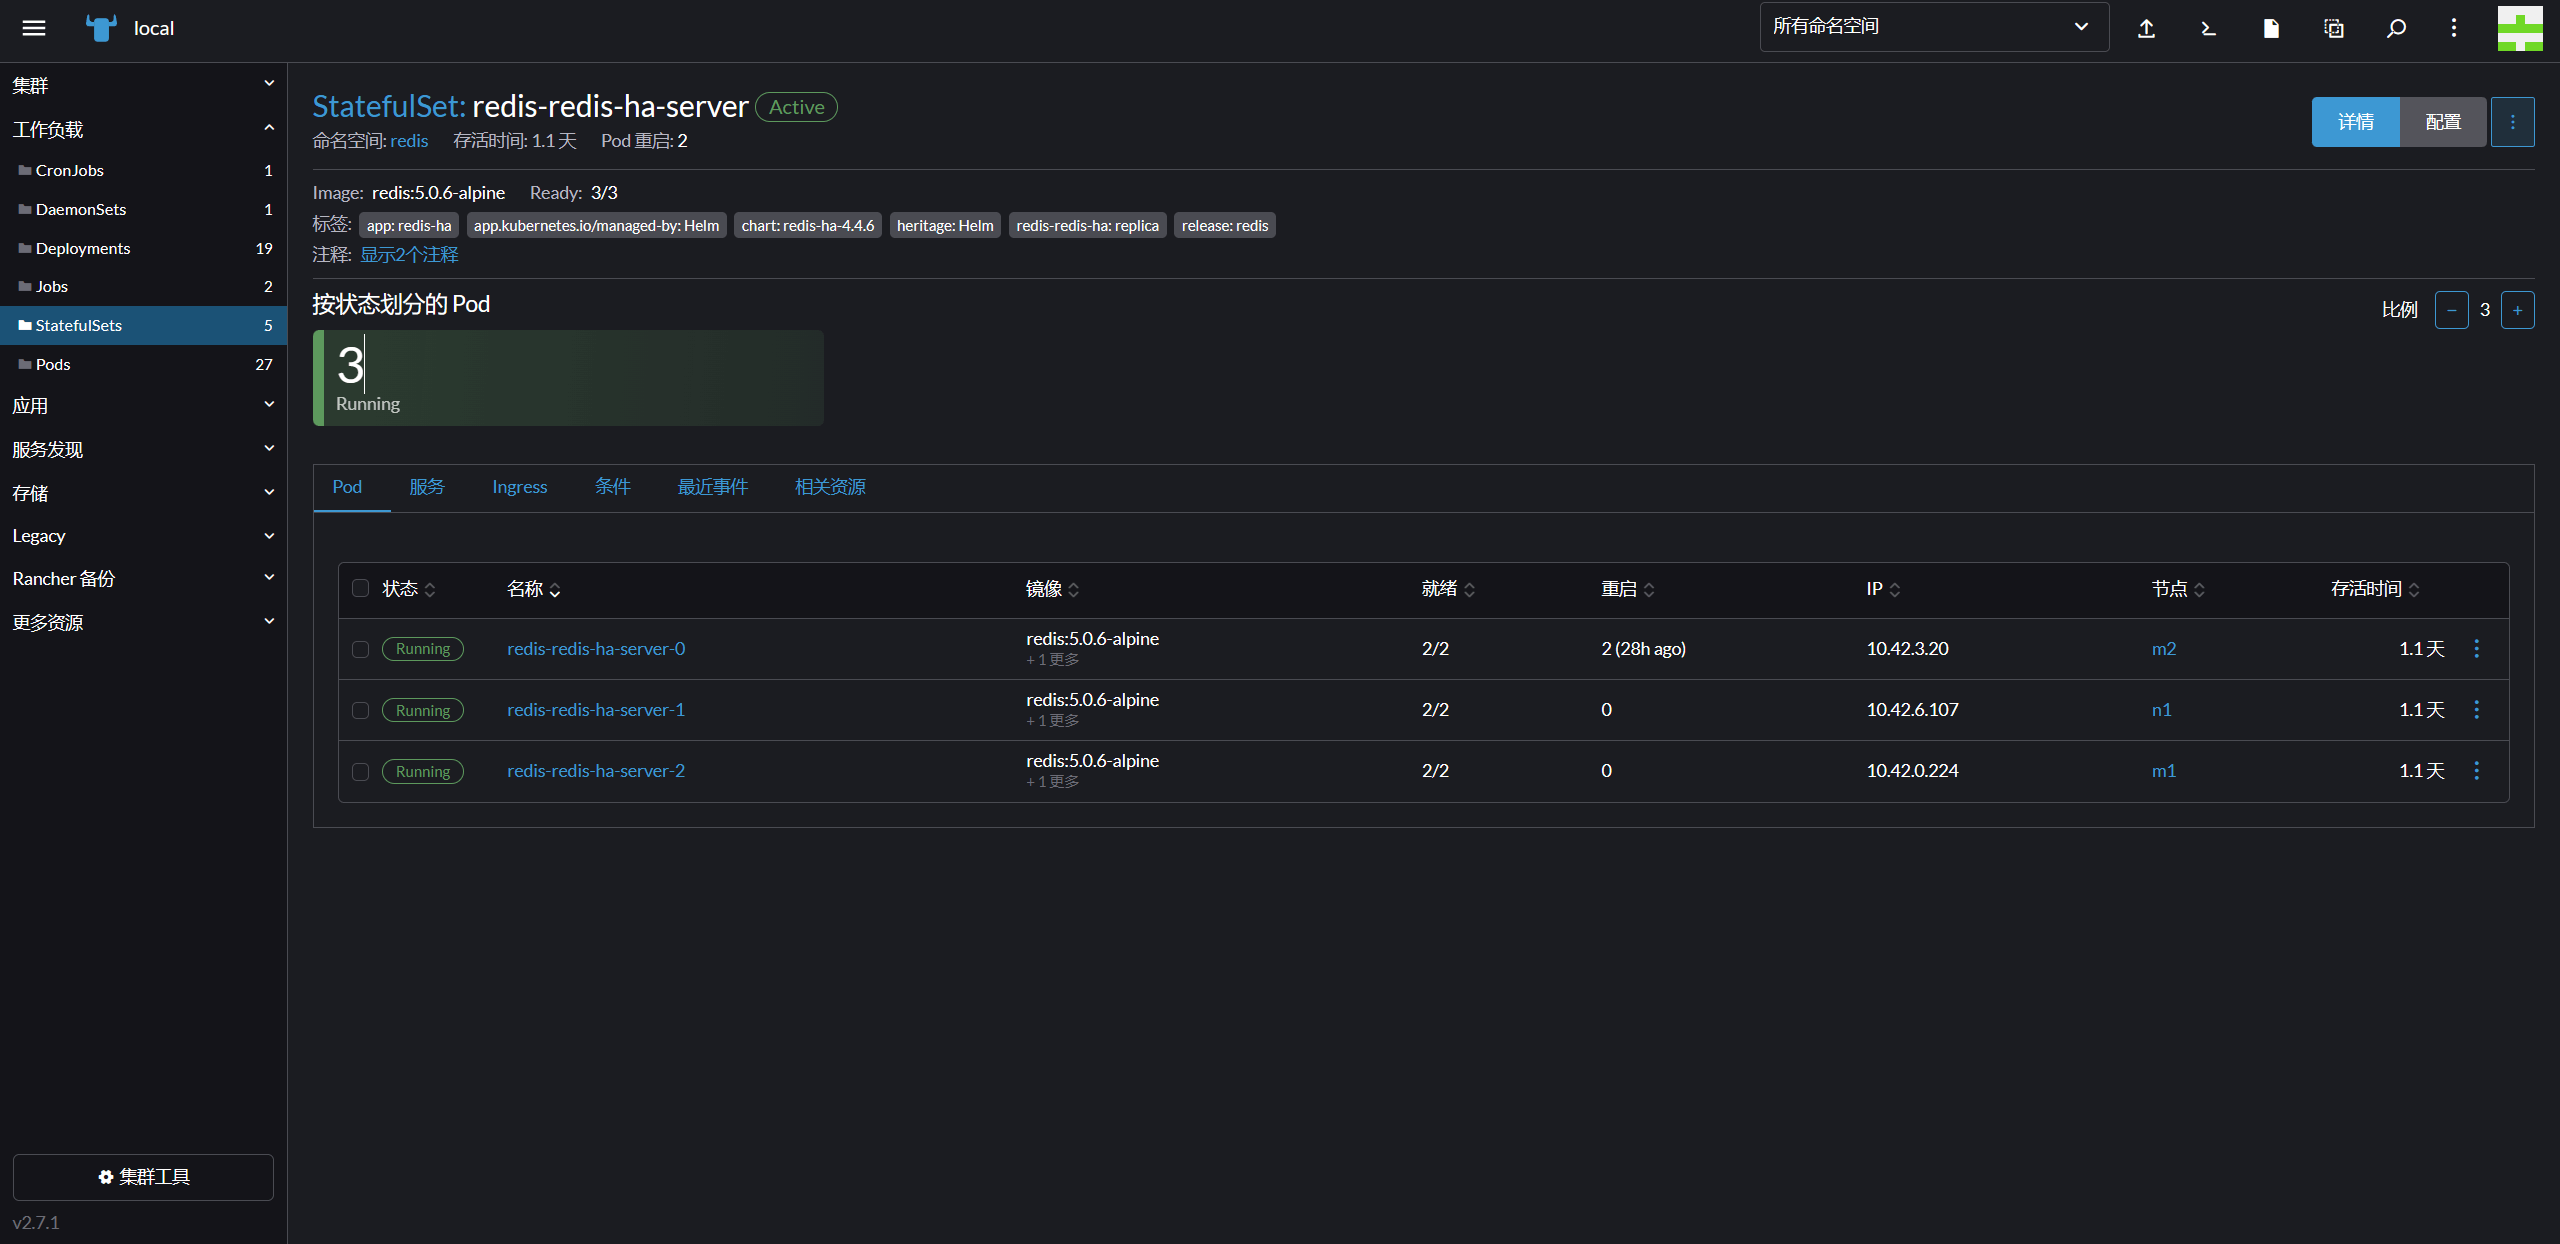 local
所有命名空间
集群
工作负载
CronJobs 1
DaemonSets 1
Deployments 19
Jobs 2
StatefulSets 5
Pods 27
应用
服务发现
存储
Legacy
Rancher 备份
更多资源
集群工具
v2.7.1
StatefulSet: redis-redis-ha-server Active
命名空间: redis 存活时间: 1.1 天 Pod 重启: 2
详情 配置
Image: redis:5.0.6-alpine Ready: 3/3
标签: app: redis-ha app.kubernetes.io/managed-by: Helm chart: redis-ha-4.4.6 heritage: Helm redis-redis-ha: replica release: redis
注释: 显示2个注释
按状态划分的 Pod
比例 − 3 +
3
Running
Pod 服务 Ingress 条件 最近事件 相关资源
状态 名称 镜像 就绪 重启 IP 节点 存活时间
Running redis-redis-ha-server-0 redis:5.0.6-alpine 2/2 2 (28h ago) 10.42.3.20 m2 1.1 天
+ 1 更多
Running redis-redis-ha-server-1 redis:5.0.6-alpine 2/2 0 10.42.6.107 n1 1.1 天
+ 1 更多
Running redis-redis-ha-server-2 redis:5.0.6-alpine 2/2 0 10.42.0.224 m1 1.1 天
+ 1 更多